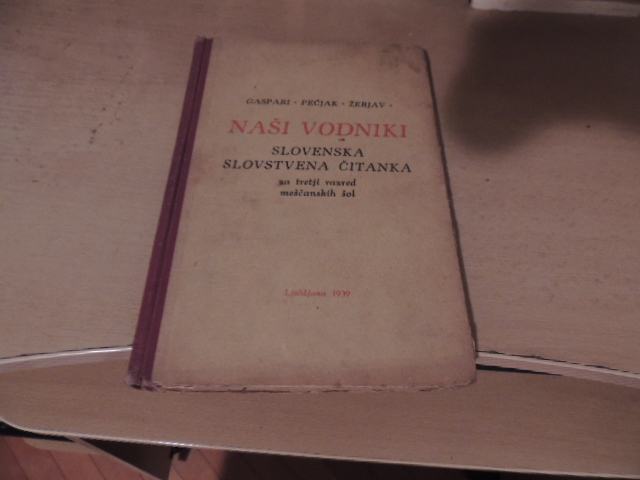 GASPARI · PEČJAK · ŽERJAV ·
NAŠI VODNIKI
SLOVENSKA
SLOVSTVENA ČITANKA
za tretji razred
meščanskih šol
Ljubljana 1939